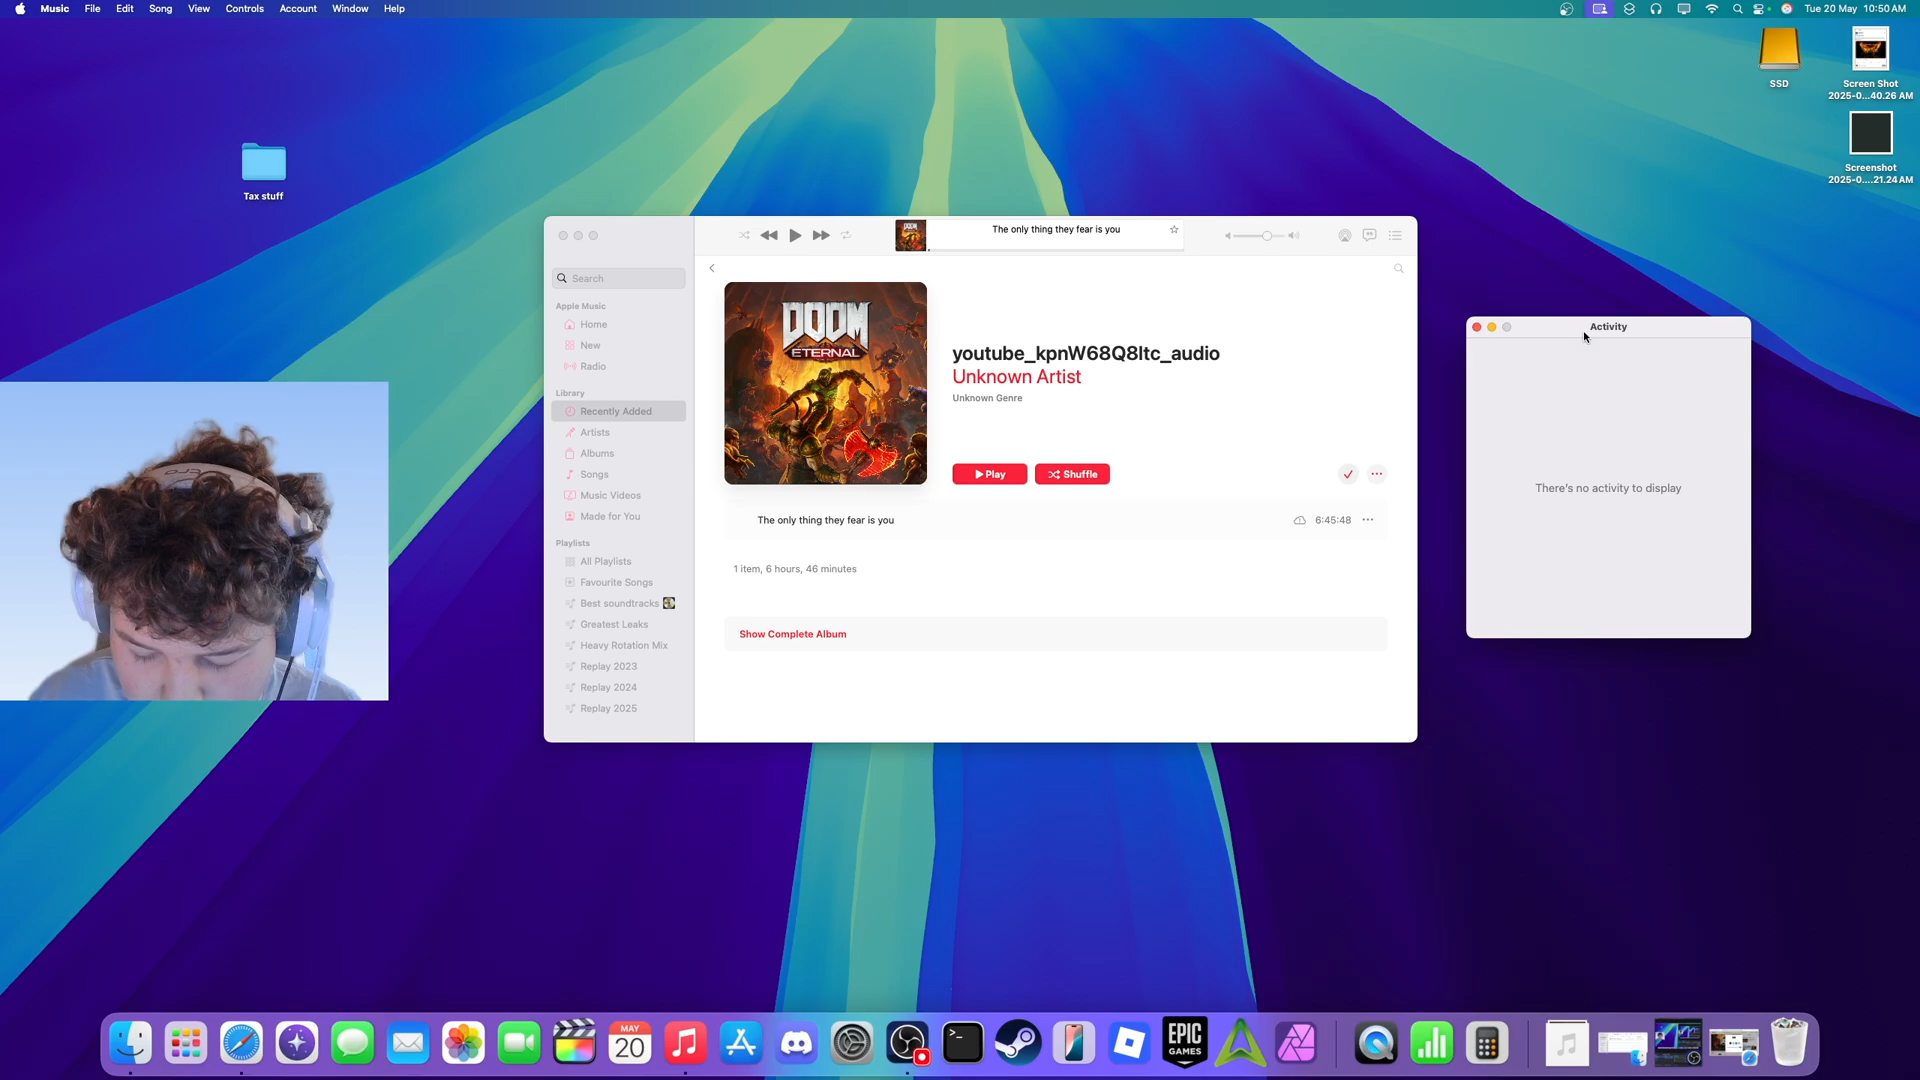 Music File Edit Song View Controls Account Window Help
Tue 20 May 10:50 AM
SSD
Screen Shot
2025-0...40.26 AM
Screenshot
2025-0....21.24 AM
Tax stuff
The only thing they fear is you
Search
Apple Music
Home
New
Radio
Library
Recently Added
Artists
Albums
Songs
Music Videos
Made for You
Playlists
All Playlists
Favourite Songs
Best soundtracks
Greatest Leaks
Heavy Rotation Mix
Replay 2023
Replay 2024
Replay 2025
DOOM
ETERNAL
youtube_kpnW68Q8ltc_audio
Unknown Artist
Unknown Genre
Play
Shuffle
The only thing they fear is you
6:45:48
1 item, 6 hours, 46 minutes
Show Complete Album
Activity
There's no activity to display
MAY
20
EPIC
GAMES